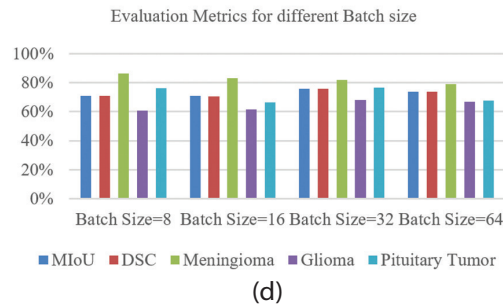 Evaluation Metrics for different Batch size
100%
80%
60%
40%
20%
0%
Batch Size=8 Batch Size=16 Batch Size=32 Batch Size=64
MIoU DSC Meningioma Glioma Pituitary Tumor
(d)